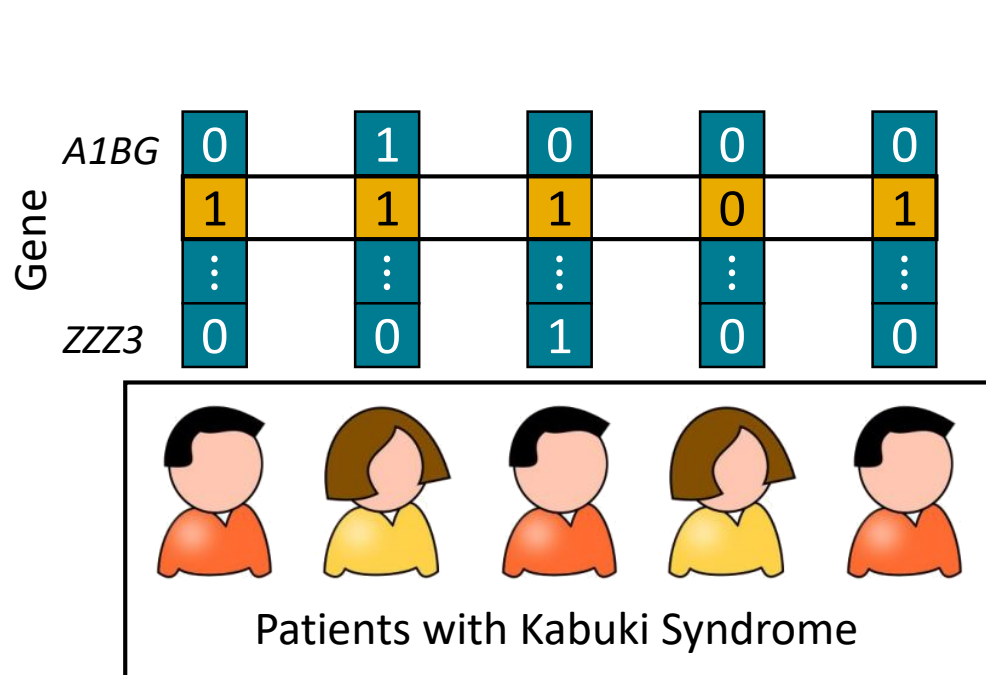 A1BG 0 1 0 0 0
1 1 1 0 1
Gene
⋮ ⋮ ⋮ ⋮ ⋮
ZZZ3 0 0 1 0 0
Patients with Kabuki Syndrome